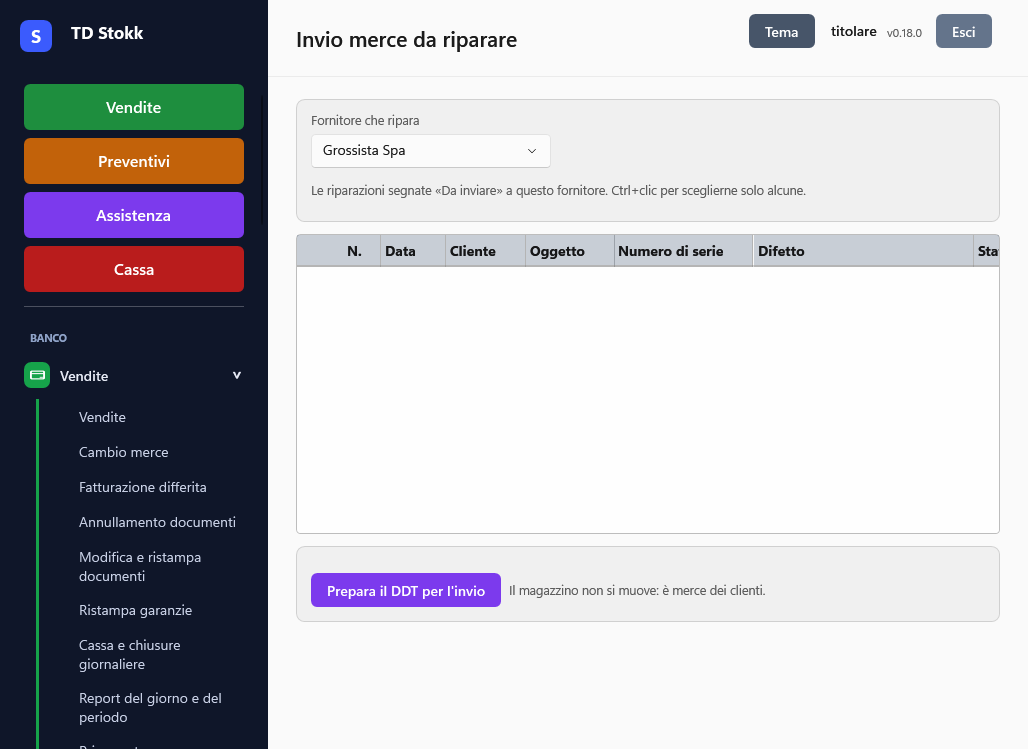 S
TD Stokk
Vendite
Preventivi
Assistenza
Cassa
BANCO
Vendite
Vendite
Cambio merce
Fatturazione differita
Annullamento documenti
Modifica e ristampa
documenti
Ristampa garanzie
Cassa e chiusure
giornaliere
Report del giorno e del
periodo
Invio merce da riparare
Tema
titolare
v0.18.0
Esci
Fornitore che ripara
Grossista Spa
Le riparazioni segnate «Da inviare» a questo fornitore. Ctrl+clic per sceglierne solo alcune.
N. Data Cliente Oggetto Numero di serie Difetto Sta
Prepara il DDT per l'invio
Il magazzino non si muove: è merce dei clienti.